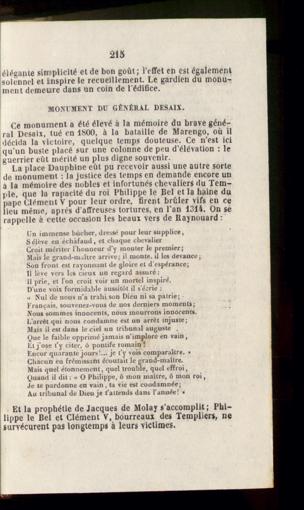 215
élégante simplicité et de bon goût; l'effet en est également
solennel et inspire le recueillement. Le gardien du monu-
ment demeure dans un coin de l'édifice.
MONUMENT DU GÉNÉRAL DESAIX.
Ce monument a été élevé à la mémoire du brave géné-
ral Desaix, tué en 1800, à la bataille de Marengo, où il
décida la victoire, quelque temps douteuse. Ce n'est ici
qu'un buste placé sur une colonne de peu d'élévation : le
guerrier eût mérité un plus digne souvenir.
La place Dauphine eût pu recevoir aussi une autre sorte
de monument : la justice des temps en demande encore un
à la mémoire des nobles et infortunés chevaliers du Tem-
ple, que la rapacité du roi Philippe le Bel et la haine du
pape Clément V pour leur ordre, firent brûler vifs en ce
lieu même, après d'affreuses tortures, en l'an 1314. On se
rappelle à cette occasion les beaux vers de Raynouard :
Un immense bûcher, dressé pour leur supplice,
S'élève en échafaud, et chaque chevalier
Croit mériter l'honneur d'y monter le premier;
Mais le grand-maître arrive; il monte, il les devance;
Son front est rayonnant de gloire et d'espérance;
Il lève vers les cieux un regard assuré :
Il prie, et l'on croit voir un mortel inspiré.
D'une voix formidable aussitôt il s'écrie :
« Nul de nous n'a trahi son Dieu ni sa patrie;
Français, souvenez-vous de nos derniers moments;
Nous sommes innocents, nous mourrons innocents.
L'arrêt qui nous condamne est un arrêt injuste;
Mais il est dans le ciel un tribunal auguste
Que le faible opprimé jamais n'implore en vain,
Et j'ose t'y citer, ô pontife romain !
Encor quarante jours!... je t'y vois comparaître. »
Chacun en frémissant écoutait le grand-maître.
Mais quel étonnement, quel trouble, quel effroi,
Quand il dit : « O Philippe, ô mon maître, ô mon roi,
Je te pardonne en vain, ta vie est condamnée;
Au tribunal de Dieu je t'attends dans l'année! »
Et la prophétie de Jacques de Molay s'accomplit; Phi-
lippe le Bel et Clément V, bourreaux des Templiers, ne
survécurent pas longtemps à leurs victimes.